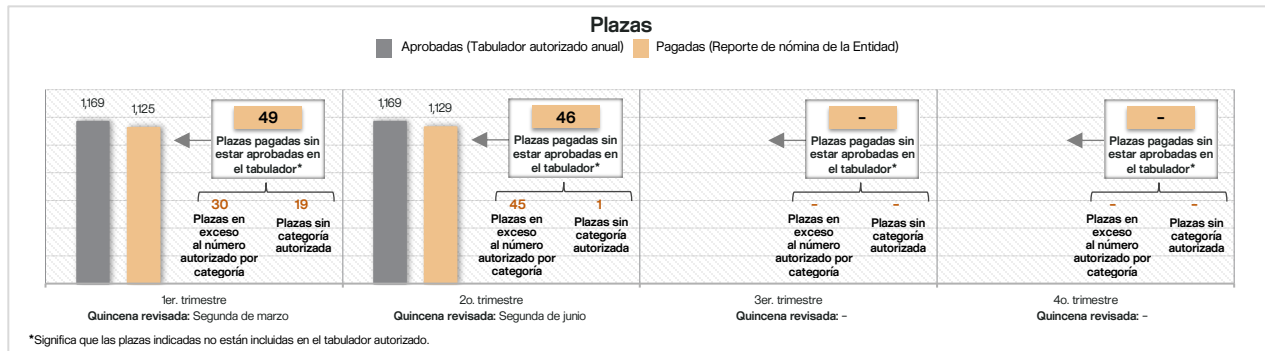 Plazas
Aprobadas (Tabulador autorizado anual)
Pagadas (Reporte de nómina de la Entidad)
1,169
1,125
49
Plazas pagadas sin
estar aprobadas en
el tabulador*
30
19
Plazas en
exceso
al número
autorizado por
categoría
Plazas sin
categoría
autorizada
1er. trimestre
Quincena revisada: Segunda de marzo
1,169
1,129
46
Plazas pagadas sin
estar aprobadas en
el tabulador*
45
1
Plazas en
exceso
al número
autorizado por
categoría
Plazas sin
categoría
autorizada
2o. trimestre
Quincena revisada: Segunda de junio
–
Plazas pagadas sin
estar aprobadas en
el tabulador*
–
–
Plazas en
exceso
al número
autorizado por
categoría
Plazas sin
categoría
autorizada
3er. trimestre
Quincena revisada: –
–
Plazas pagadas sin
estar aprobadas en
el tabulador*
–
–
Plazas en
exceso
al número
autorizado por
categoría
Plazas sin
categoría
autorizada
4o. trimestre
Quincena revisada: –
*Significa que las plazas indicadas no están incluidas en el tabulador autorizado.